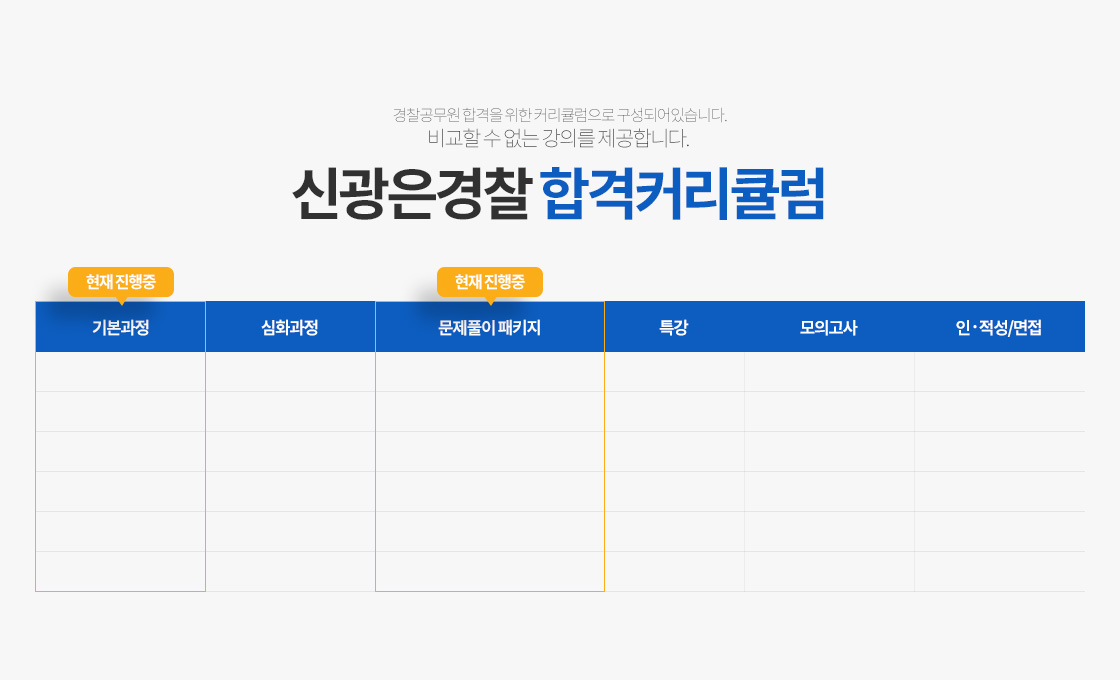 경찰공무원 합격을 위한 커리큘럼으로 구성되어있습니다.
비교할 수 없는 강의를 제공합니다.
신광은경찰 합격커리큘럼
현재 진행중 현재 진행중
기본과정 심화과정 문제풀이 패키지 특강 모의고사 인·적성/면접